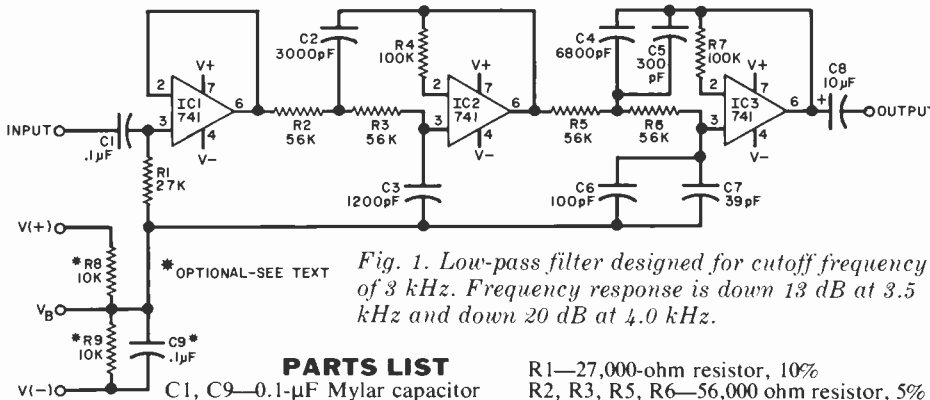 INPUT
C1
.1µF
R1
27K
2
3
IC1
741
V+
7
6
4
V-
R2
56K
C2
3000pF
R3
56K
R4
100K
C3
1200pF
2
3
IC2
741
V+
7
6
4
V-
R5
56K
C4
6800pF
C5
300
pF
R6
56K
R7
100K
C6
100pF
C7
39pF
2
3
IC3
741
V+
7
6
4
V-
+
C8
10µF
OUTPUT
V(+)
*R8
10K
*OPTIONAL-SEE TEXT
VB
*R9
10K
C9*
.1µF
V(-)
Fig. 1. Low-pass filter designed for cutoff frequency
of 3 kHz. Frequency response is down 13 dB at 3.5
kHz and down 20 dB at 4.0 kHz.
PARTS LIST
C1, C9—0.1-µF Mylar capacitor
R1—27,000-ohm resistor, 10%
R2, R3, R5, R6—56,000 ohm resistor, 5%